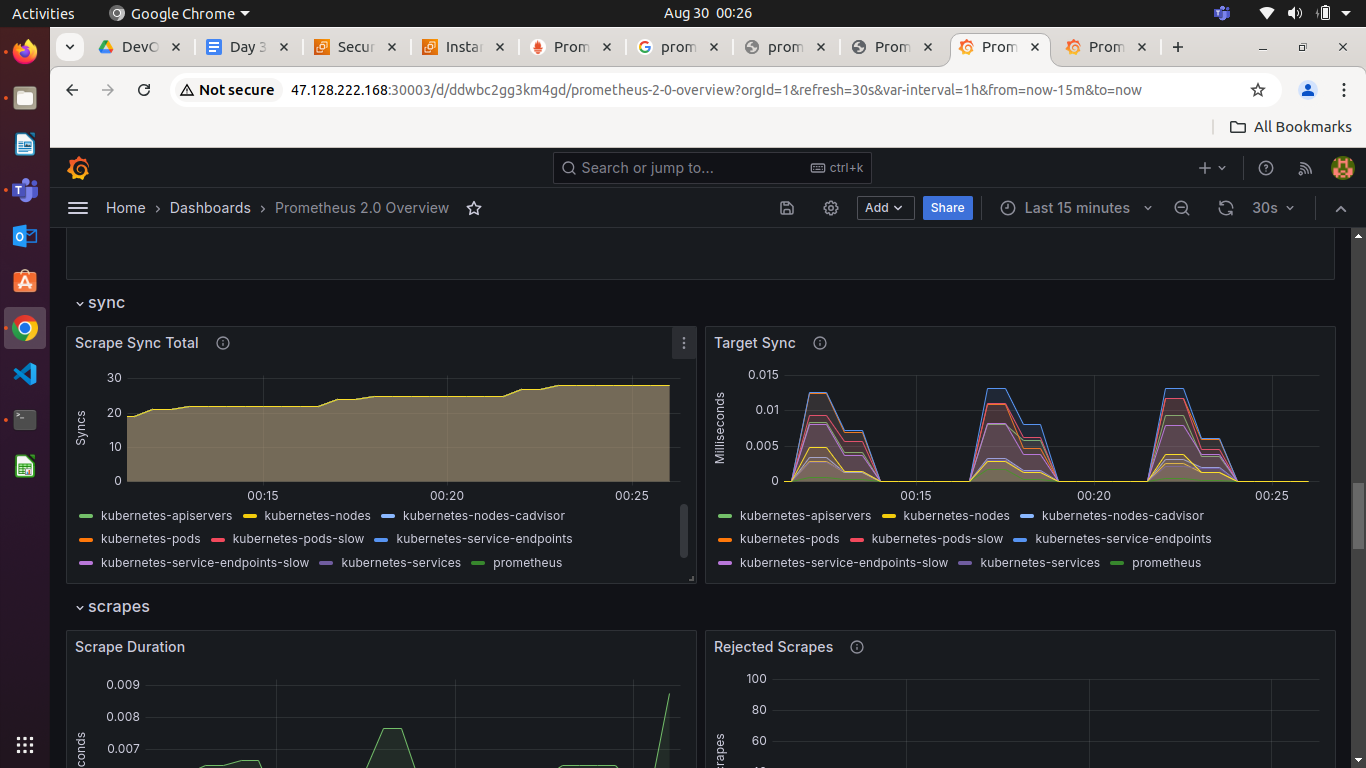 Activities Google Chrome Aug 30 00:26
DevO Day 3 Secur Instar Prom prom prom Prom Prom Prom
Not secure 47.128.222.168:30003/d/ddwbc2gg3km4gd/prometheus-2-0-overview?orgId=1&refresh=30s&var-interval=1h&from=now-15m&to=now
All Bookmarks
Search or jump to... ctrl+k
Home › Dashboards › Prometheus 2.0 Overview Add Share Last 15 minutes 30s
sync
Scrape Sync Total
Syncs
30
20
10
0
00:15 00:20 00:25
kubernetes-apiservers kubernetes-nodes kubernetes-nodes-cadvisor
kubernetes-pods kubernetes-pods-slow kubernetes-service-endpoints
kubernetes-service-endpoints-slow kubernetes-services prometheus
Target Sync
Milliseconds
0.015
0.01
0.005
0
00:15 00:20 00:25
kubernetes-apiservers kubernetes-nodes kubernetes-nodes-cadvisor
kubernetes-pods kubernetes-pods-slow kubernetes-service-endpoints
kubernetes-service-endpoints-slow kubernetes-services prometheus
scrapes
Scrape Duration
0.009
0.008
0.007
conds
Rejected Scrapes
100
80
60
crapes